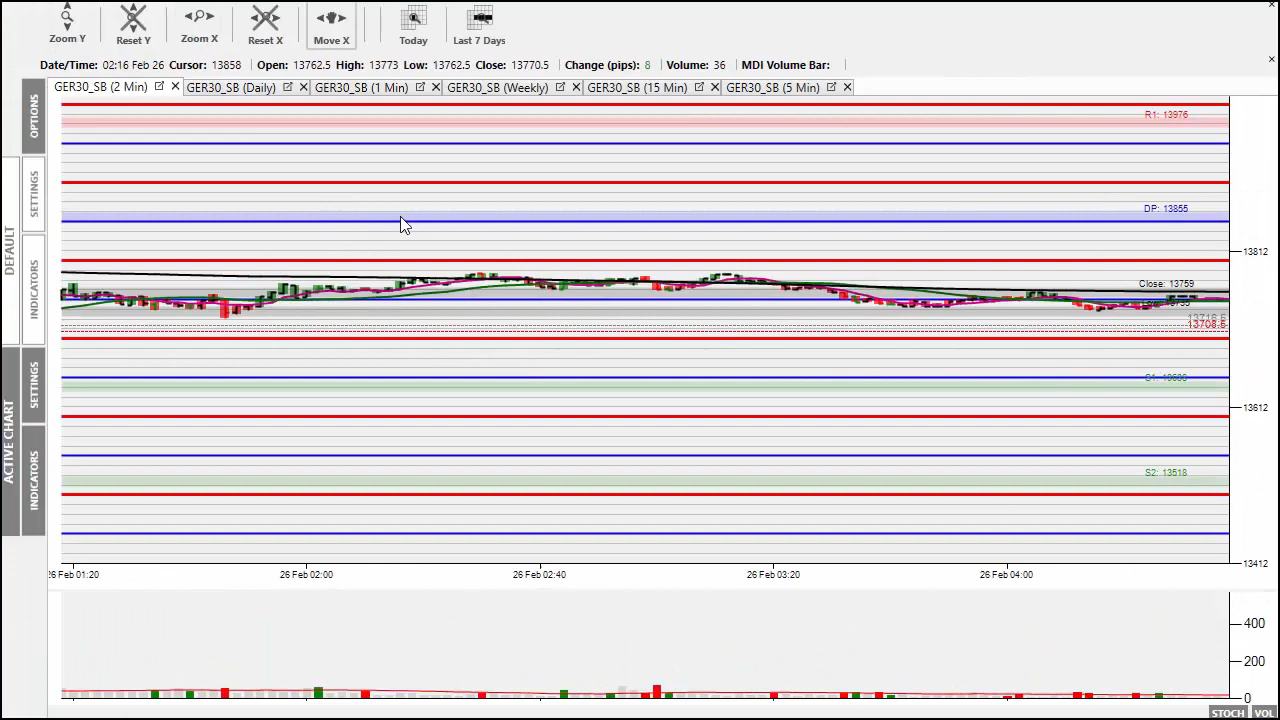 Zoom Y Reset Y Zoom X Reset X Move X Today Last 7 Days
Date/Time: 02:16 Feb 26 Cursor: 13858 Open: 13762.5 High: 13773 Low: 13762.5 Close: 13770.5 Change (pips): 8 Volume: 36 MDI Volume Bar:
GER30_SB (2 Min) GER30_SB (Daily) GER30_SB (1 Min) GER30_SB (Weekly) GER30_SB (15 Min) GER30_SB (5 Min)
OPTIONS
SETTINGS
DEFAULT
INDICATORS
SETTINGS
ACTIVE CHART
INDICATORS
R1: 13976
DP: 13855
13812
Close: 13759
13708.5
13612
S2: 13518
13412
26 Feb 01:20 26 Feb 02:00 26 Feb 02:40 26 Feb 03:20 26 Feb 04:00
400
200
0
STOCH VOL